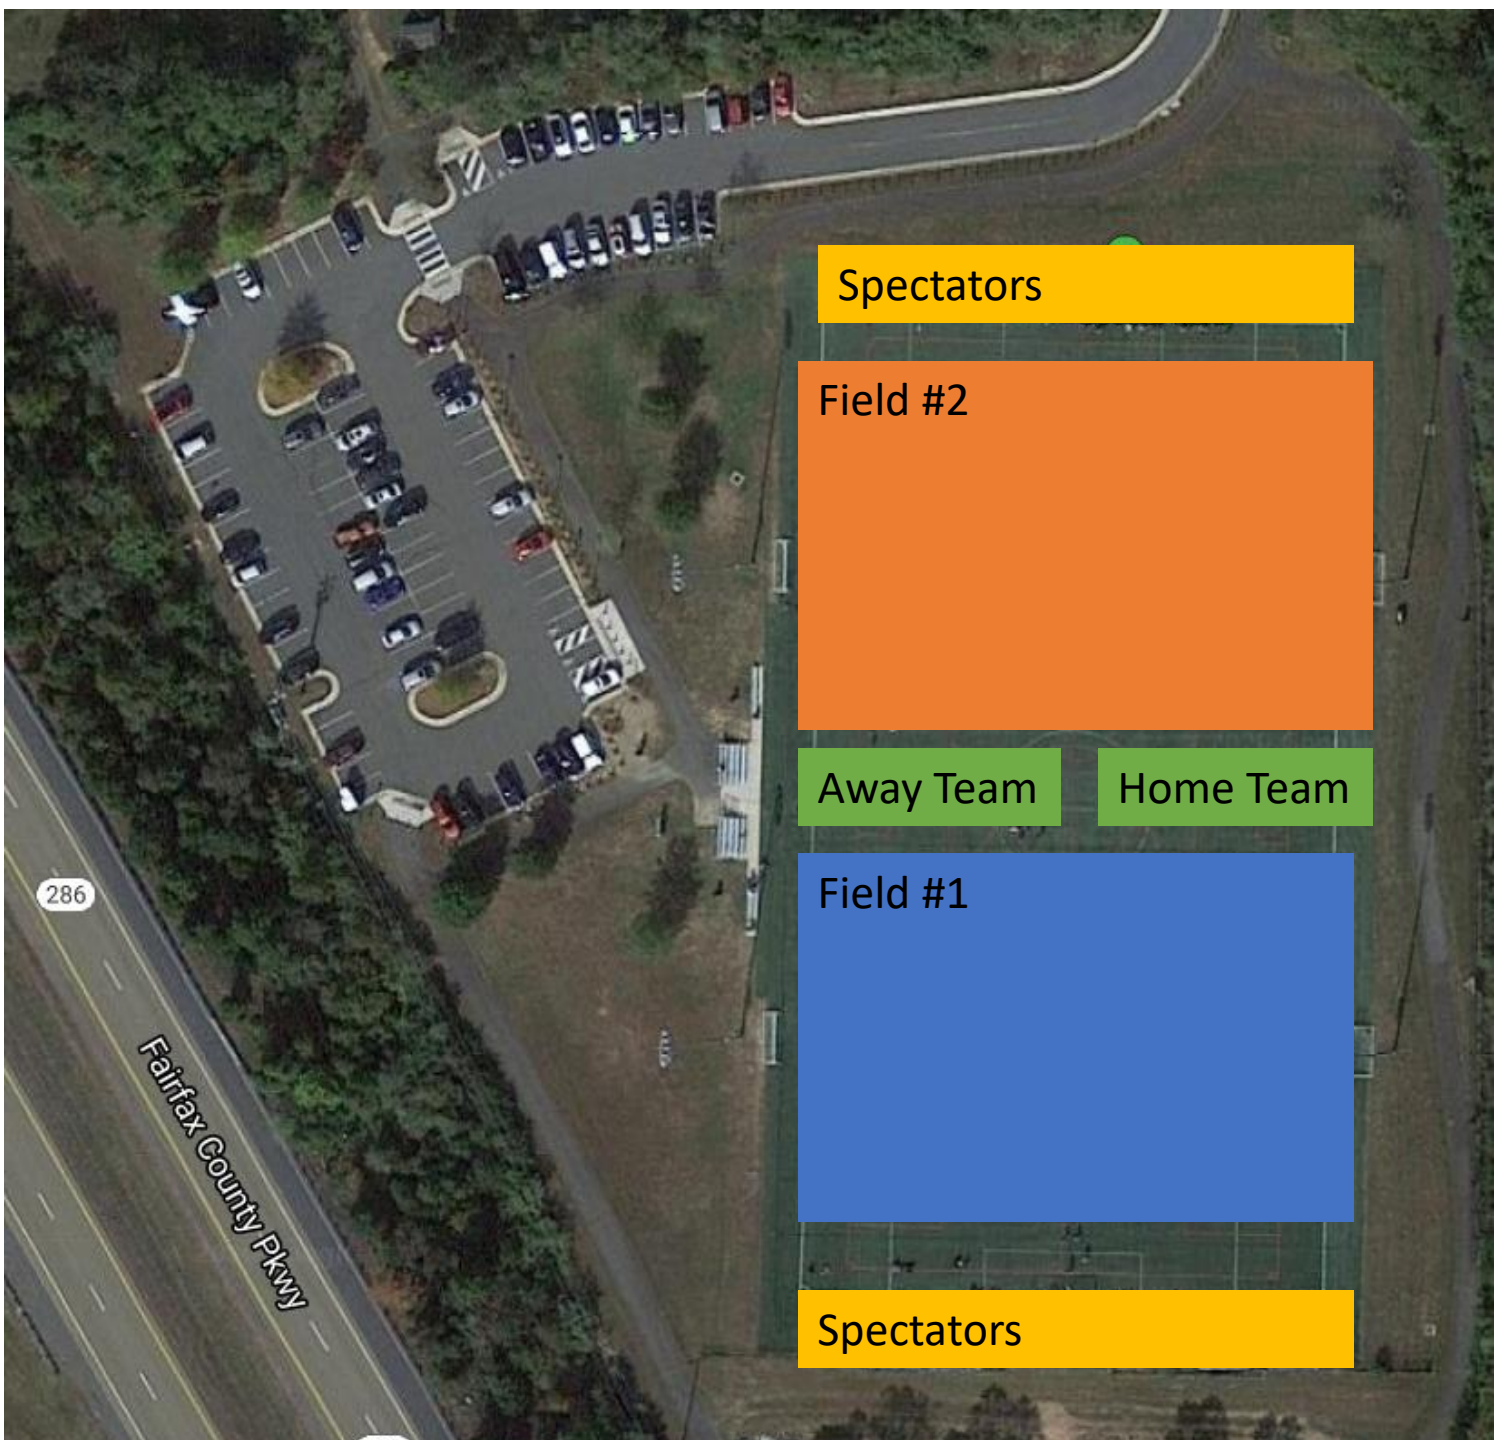 Spectators
Field #2
Away Team
Home Team
Field #1
286
Fairfax County Pkwy
Spectators